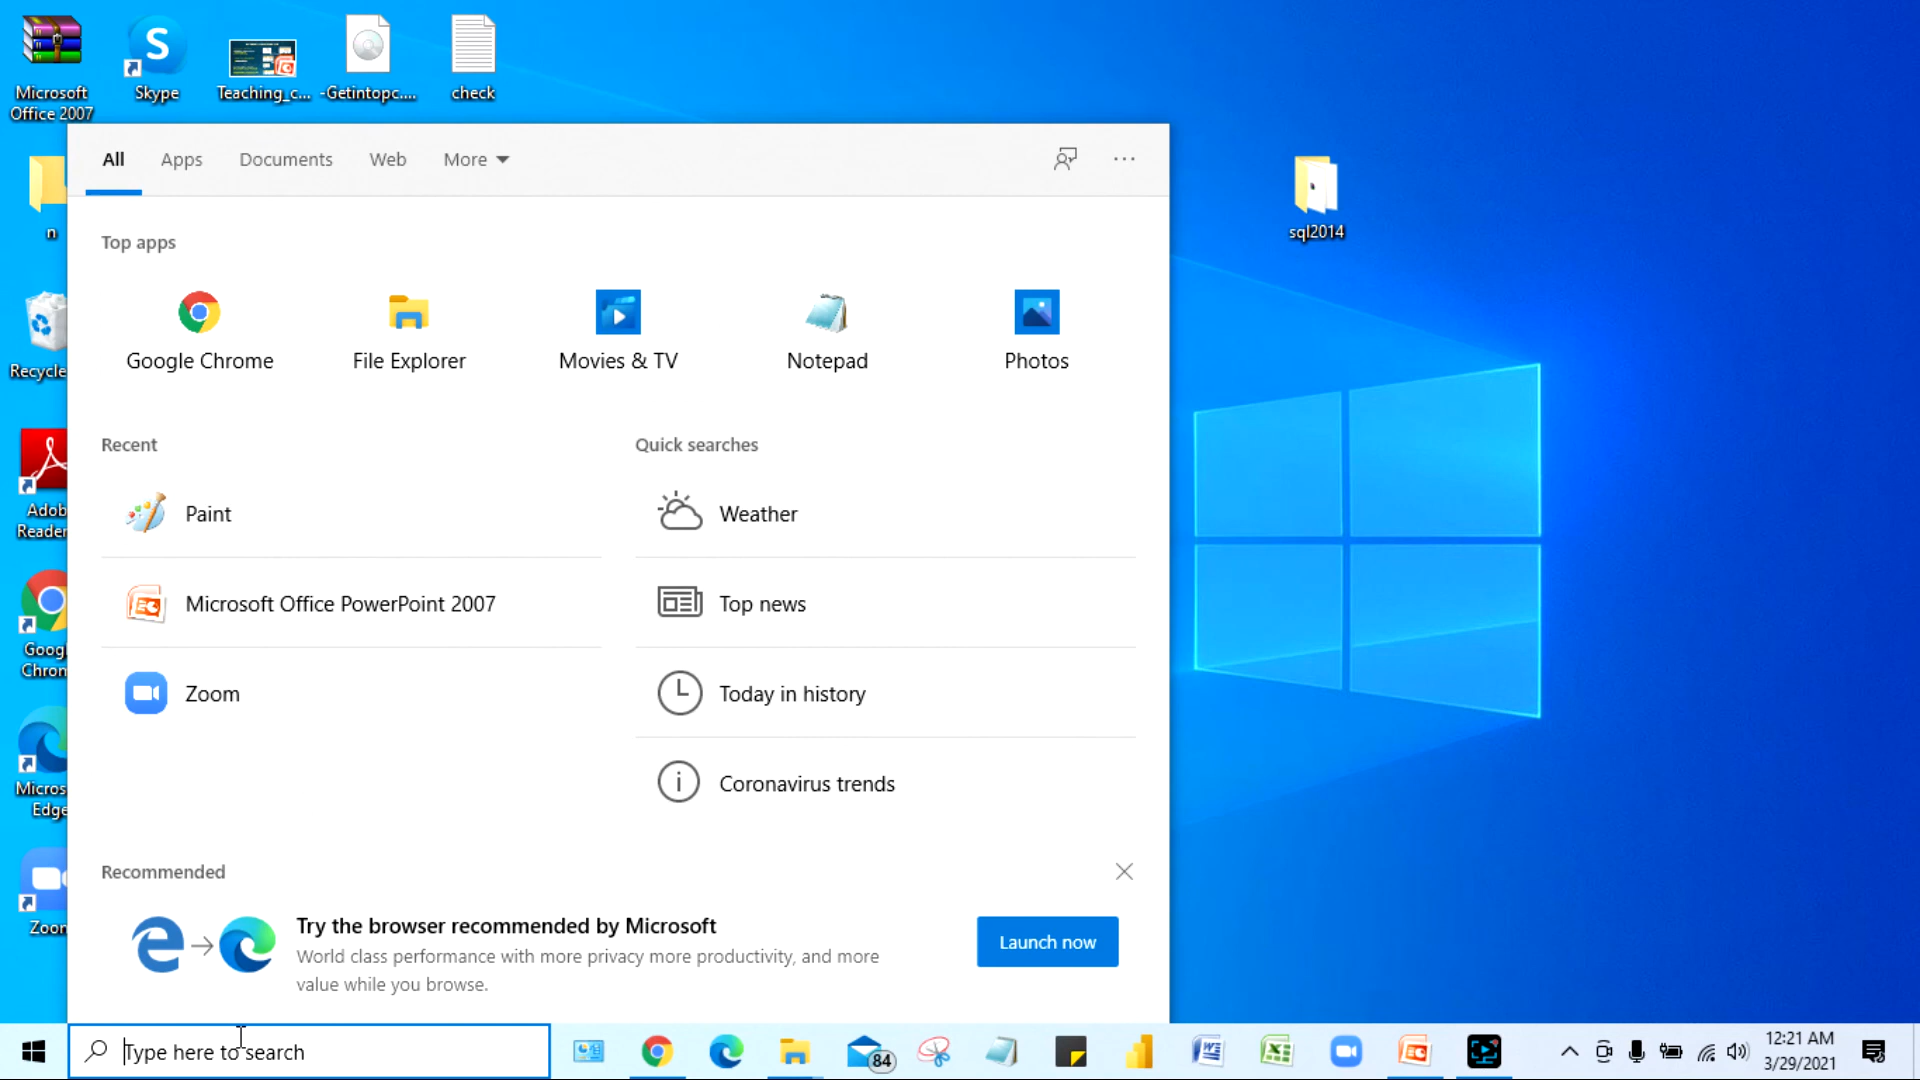 Microsoft
Office 2007
Skype
Teaching_c...
-Getintopc....
check
n
Recycle
Adob
Reader
Googl
Chrom
Micros
Edge
Zoom
sql2014
All
Apps
Documents
Web
More
Top apps
Google Chrome
File Explorer
Movies & TV
Notepad
Photos
Recent
Paint
Microsoft Office PowerPoint 2007
Zoom
Quick searches
Weather
Top news
Today in history
Coronavirus trends
Recommended
Try the browser recommended by Microsoft
World class performance with more privacy more productivity, and more
value while you browse.
Launch now
Type here to search
84
12:21 AM
3/29/2021